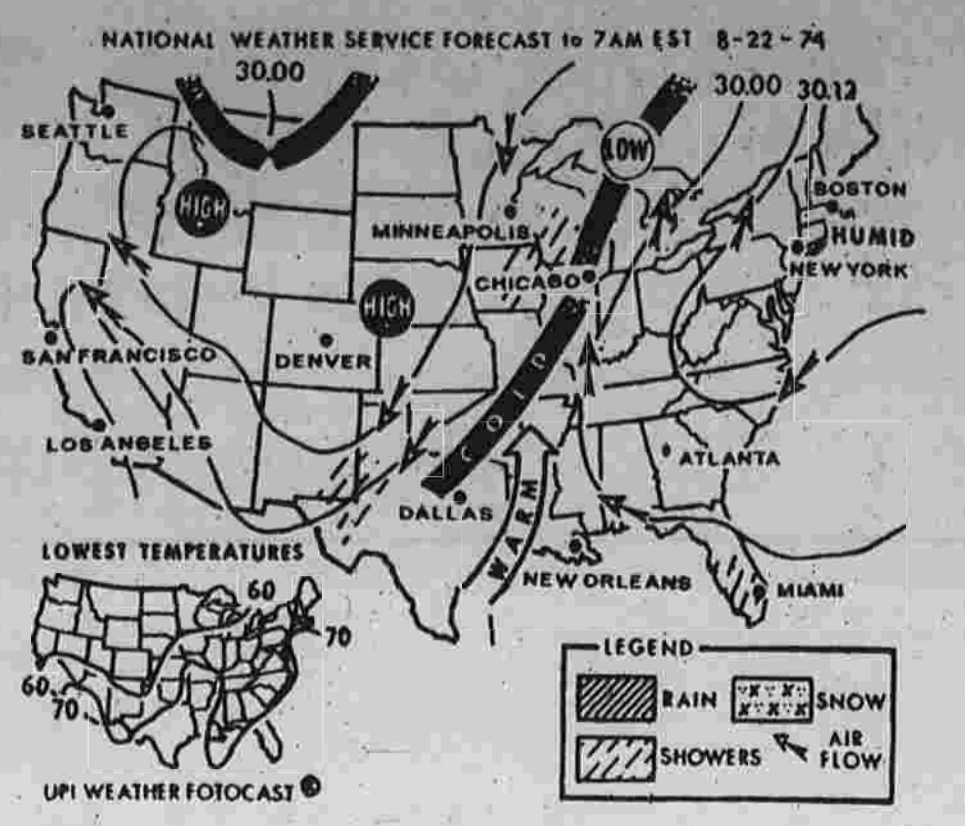 NATIONAL WEATHER SERVICE FORECAST to 7AM EST 8-22-74
30.00
30.00 30.12
SEATTLE
LOW
HIGH
BOSTON
MINNEAPOLIS
HUMID
NEW YORK
CHICAGO
HIGH
SAN FRANCISCO
DENVER
COLD
LOS ANGELES
ATLANTA
DALLAS
WARM
NEW ORLEANS
MIAMI
LOWEST TEMPERATURES
60
70
60
70
LEGEND
RAIN
SNOW
SHOWERS
AIR
FLOW
UPI WEATHER FOTOCAST ®